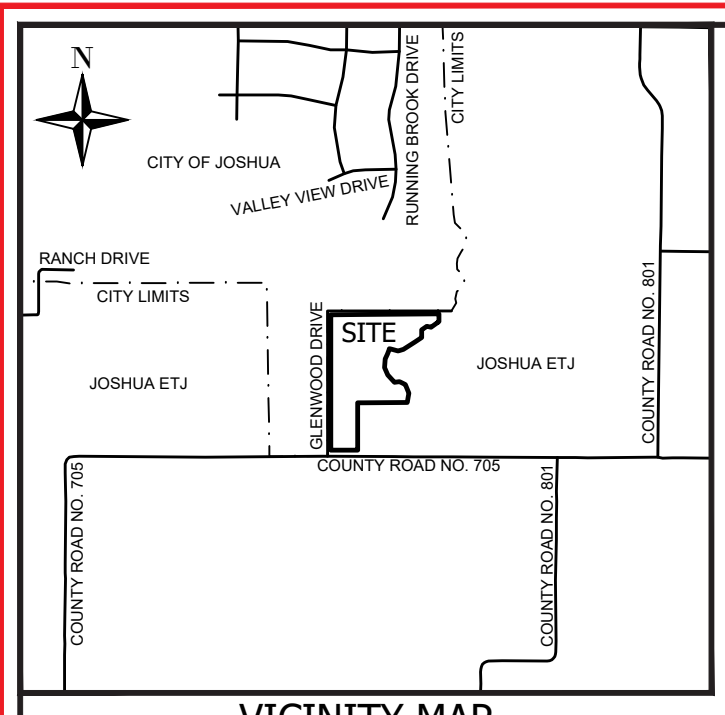 N
RUNNING BROOK DRIVE
CITY LIMITS
CITY OF JOSHUA
VALLEY VIEW DRIVE
RANCH DRIVE
CITY LIMITS
GLENWOOD DRIVE
SITE
COUNTY ROAD NO. 801
JOSHUA ETJ
JOSHUA ETJ
COUNTY ROAD NO. 705
COUNTY ROAD NO. 705
COUNTY ROAD NO. 801
VICINITY MAP